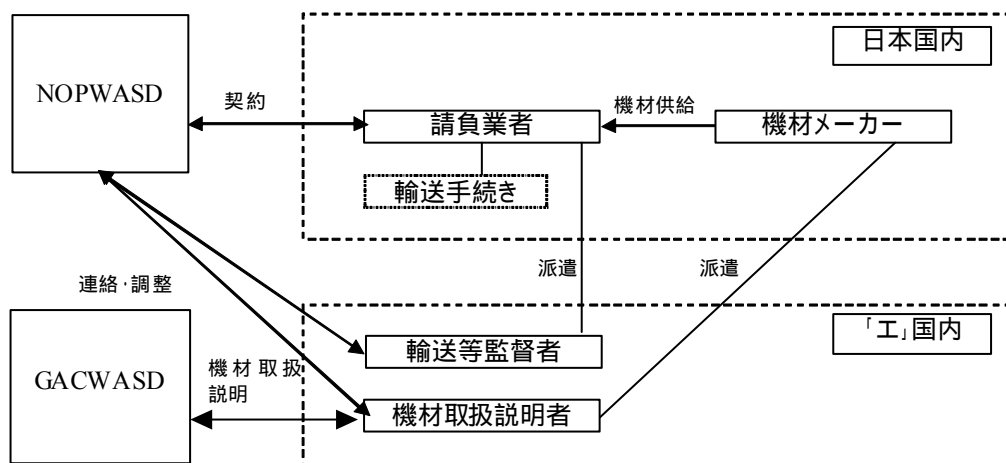 日本国内
NOPWASD
契約
請負業者
機材供給
機材メーカー
輸送手続き
派遣
派遣
連絡・調整
「エ」国内
輸送等監督者
GACWASD
機材取扱
説明
機材取扱説明者